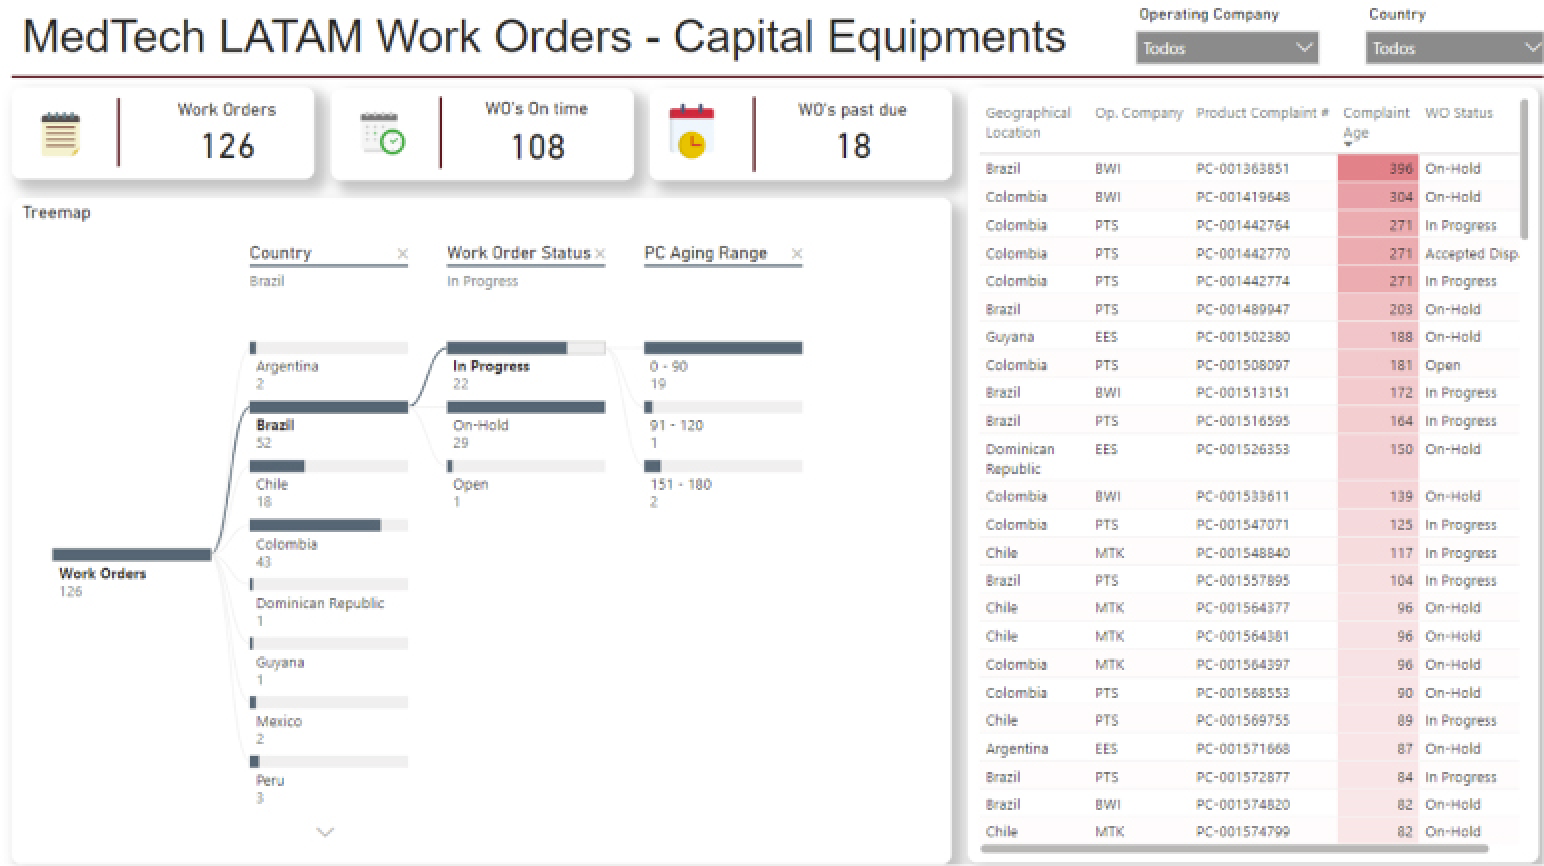 MedTech LATAM Work Orders - Capital Equipments
Operating Company
Todos
Country
Todos
Work Orders
126
WO's On time
108
WO's past due
18
Treemap
Country
Brazil
Work Order Status
In Progress
PC Aging Range
Work Orders
126
Argentina
2
Brazil
52
Chile
18
Colombia
43
Dominican Republic
1
Guyana
1
Mexico
2
Peru
3
In Progress
22
On-Hold
29
Open
1
0 - 90
19
91 - 120
1
151 - 180
2
Geographical Location Op. Company Product Complaint # Complaint Age WO Status
Brazil BWI PC-001363851 396 On-Hold
Colombia BWI PC-001419648 304 On-Hold
Colombia PTS PC-001442764 271 In Progress
Colombia PTS PC-001442770 271 Accepted Disp
Colombia PTS PC-001442774 271 In Progress
Brazil PTS PC-001489947 203 On-Hold
Guyana EES PC-001502380 188 On-Hold
Colombia PTS PC-001508097 181 Open
Brazil BWI PC-001513151 172 In Progress
Brazil PTS PC-001516595 164 In Progress
Dominican Republic EES PC-001526353 150 On-Hold
Colombia BWI PC-001533611 139 On-Hold
Colombia PTS PC-001547071 125 In Progress
Chile MTK PC-001548840 117 In Progress
Brazil PTS PC-001557895 104 In Progress
Chile MTK PC-001564377 96 On-Hold
Chile MTK PC-001564381 96 On-Hold
Colombia MTK PC-001564397 96 On-Hold
Colombia PTS PC-001568553 90 On-Hold
Chile PTS PC-001569755 89 In Progress
Argentina EES PC-001571668 87 On-Hold
Brazil PTS PC-001572877 84 In Progress
Brazil BWI PC-001574820 82 On-Hold
Chile MTK PC-001574799 82 On-Hold